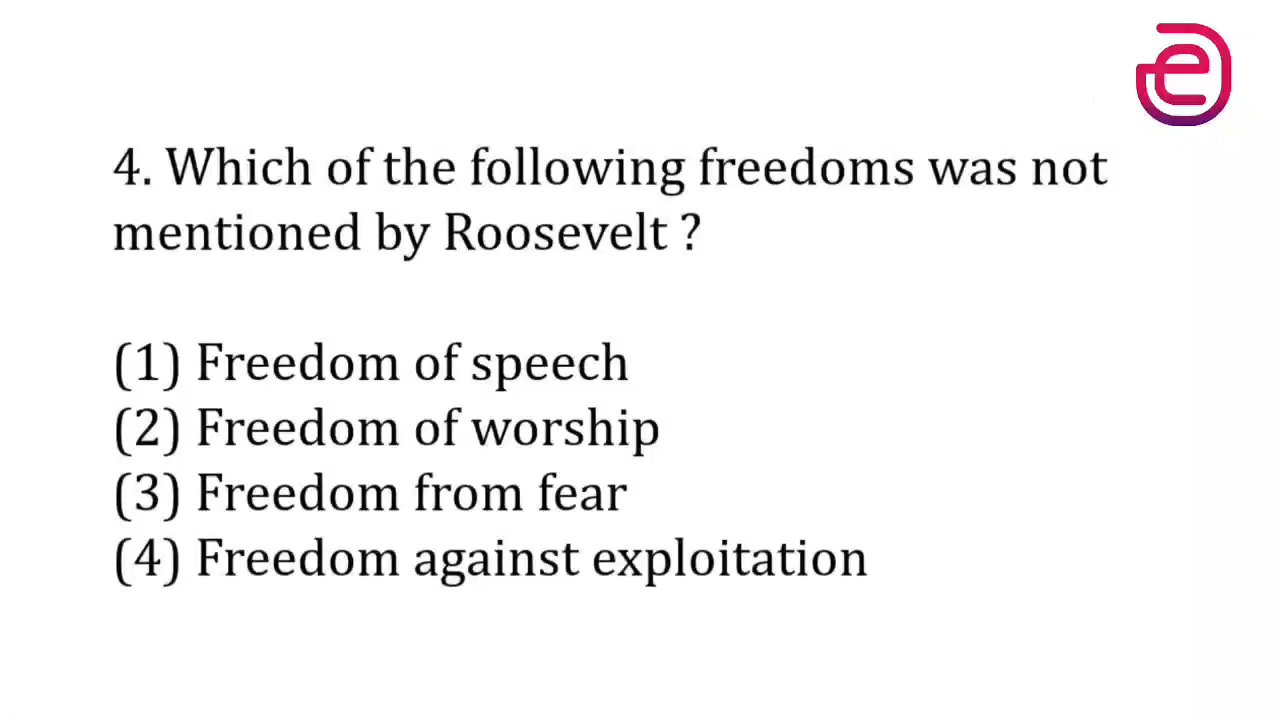 4. Which of the following freedoms was not
mentioned by Roosevelt ?
(1) Freedom of speech
(2) Freedom of worship
(3) Freedom from fear
(4) Freedom against exploitation